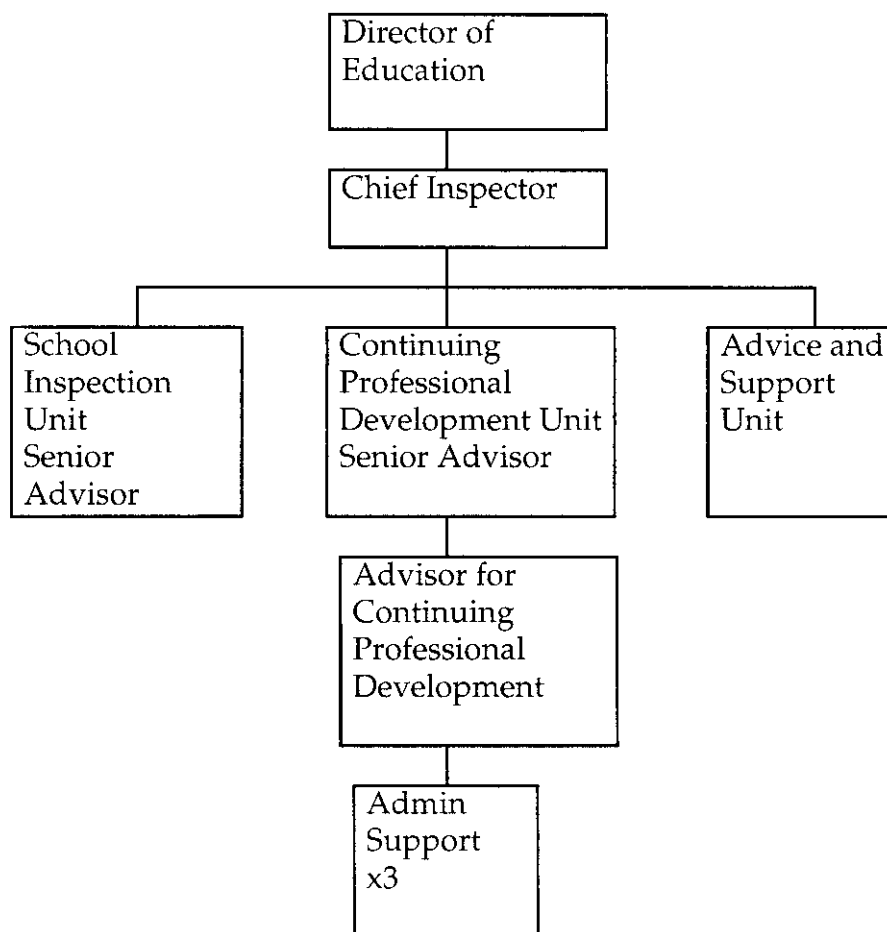 Director of
Education
Chief Inspector
School
Inspection
Unit
Senior
Advisor
Continuing
Professional
Development Unit
Senior Advisor
Advice and
Support
Unit
Advisor for
Continuing
Professional
Development
Admin
Support
x3